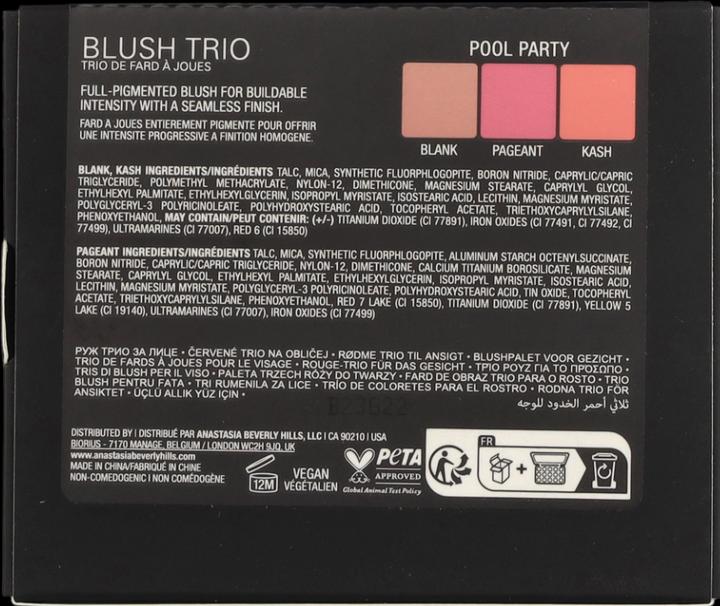 BLUSH TRIO
TRIO DE FARD À JOUES
FULL-PIGMENTED BLUSH FOR BUILDABLE
INTENSITY WITH A SEAMLESS FINISH.
FARD A JOUES ENTIEREMENT PIGMENTE POUR OFFRIR
UNE INTENSITE PROGRESSIVE A FINITION HOMOGENE.
POOL PARTY
BLANK PAGEANT KASH
BLANK, KASH INGREDIENTS/INGRÉDIENTS TALC, MICA, SYNTHETIC FLUORPHLOGOPITE, BORON NITRIDE, CAPRYLIC/CAPRIC
TRIGLYCERIDE, POLYMETHYL METHACRYLATE, NYLON-12, DIMETHICONE, MAGNESIUM STEARATE, CAPRYLYL GLYCOL,
ETHYLHEXYL PALMITATE, ETHYLHEXYLGLYCERIN, ISOPROPYL MYRISTATE, ISOSTEARIC ACID, LECITHIN, MAGNESIUM MYRISTATE,
POLYGLYCERYL-3 POLYRICINOLEATE, POLYHYDROXYSTEARIC ACID, TOCOPHERYL ACETATE, TRIETHOXYCAPRYLYLSILANE,
PHENOXYETHANOL, MAY CONTAIN/PEUT CONTENIR: (+/-) TITANIUM DIOXIDE (CI 77891), IRON OXIDES (CI 77491, CI 77492, CI
77499), ULTRAMARINES (CI 77007), RED 6 (CI 15850)
PAGEANT INGREDIENTS/INGRÉDIENTS TALC, MICA, SYNTHETIC FLUORPHLOGOPITE, ALUMINUM STARCH OCTENYLSUCCINATE,
BORON NITRIDE, CAPRYLIC/CAPRIC TRIGLYCERIDE, NYLON-12, DIMETHICONE, CALCIUM TITANIUM BOROSILICATE, MAGNESIUM
STEARATE, CAPRYLYL GLYCOL, ETHYLHEXYL PALMITATE, ETHYLHEXYLGLYCERIN, ISOPROPYL MYRISTATE, ISOSTEARIC ACID,
LECITHIN, MAGNESIUM MYRISTATE, POLYGLYCERYL-3 POLYRICINOLEATE, POLYHYDROXYSTEARIC ACID, TIN OXIDE, TOCOPHERYL
ACETATE, TRIETHOXYCAPRYLYLSILANE, PHENOXYETHANOL, RED 7 LAKE (CI 15850), TITANIUM DIOXIDE (CI 77891), YELLOW 5
LAKE (CI 19140), ULTRAMARINES (CI 77007), IRON OXIDES (CI 77499)
РУЖ ТРИО ЗА ЛИЦЕ • ČERVENÉ TRIO NA OBLIČEJ • RØDME TRIO TIL ANSIGT • BLUSHPALET VOOR GEZICHT •
TRIO DE FARDS À JOUES POUR LE VISAGE • ROUGE-TRIO FÜR DAS GESICHT • ΤΡΙΟ ΡΟΥΖ ΓΙΑ ΤΟ ΠΡΟΣΩΠΟ •
TRIS DI BLUSH PER IL VISO • PALETA TRZECH RÓŻY DO TWARZY • FARD DE OBRAZ TRIO PARA O ROSTO • TRIO
BLUSH PENTRU FATA • TRI RUMENILA ZA LICE • TRÍO DE COLORETES PARA EL ROSTRO • RODNA TRIO FÖR
ANSIKTET • ÜÇLÜ ALLIK YÜZ IÇIN •
ثلاثي أحمر الخدود للوجه
B23622
DISTRIBUTED BY | DISTRIBUÉ PAR ANASTASIA BEVERLY HILLS, LLC | CA 90210 | USA
BIORIUS - 7170 MANAGE, BELGIUM / LONDON WC2H 9JQ, UK
www.anastasiabeverlyhills.com
MADE IN CHINA/FABRIQUÉ IN CHINE
NON-COMEDOGENIC | NON COMÉDOGÈNE
12M
VEGAN
VÉGÉTALIEN
PeTA
APPROVED
Global Animal Test Policy
FR
+